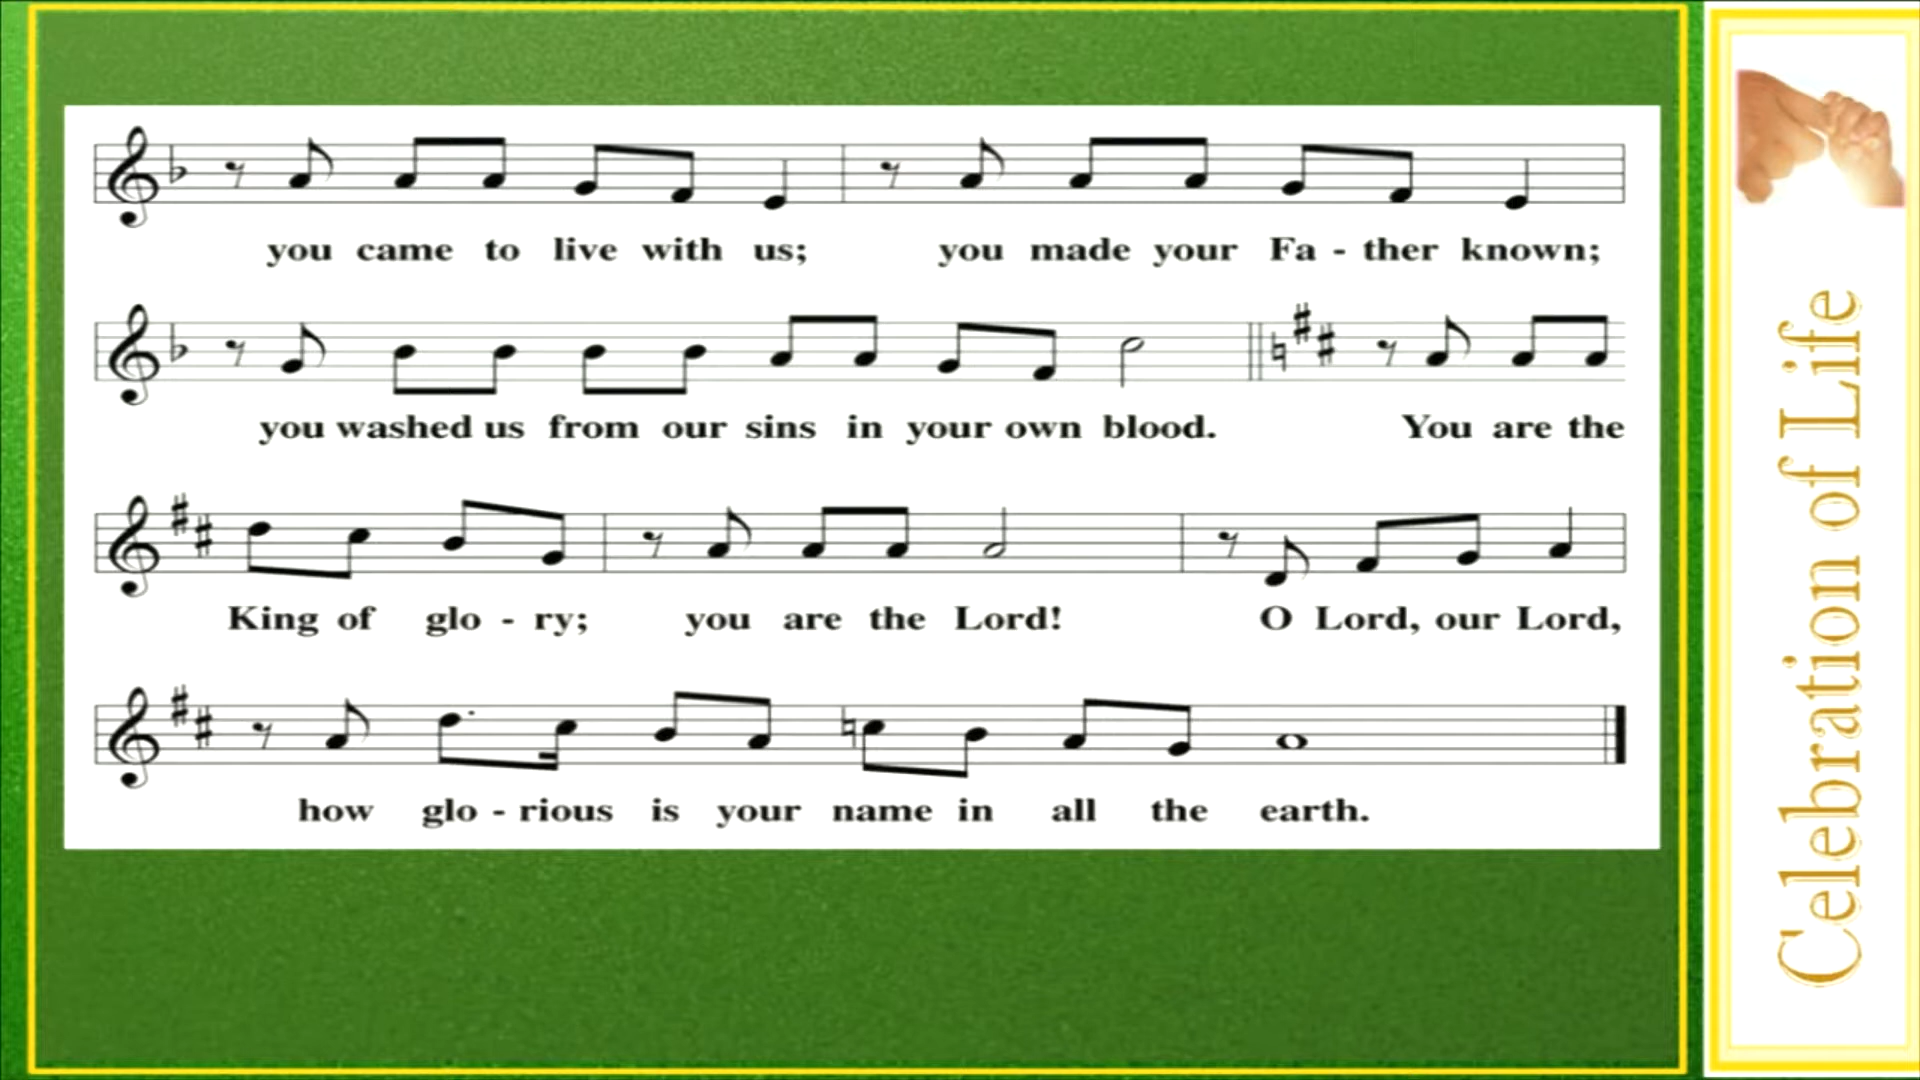 you came to live with us; you made your Fa - ther known;
you washed us from our sins in your own blood. You are the
King of glo - ry; you are the Lord! O Lord, our Lord,
how glo - rious is your name in all the earth.
Celebration of Life